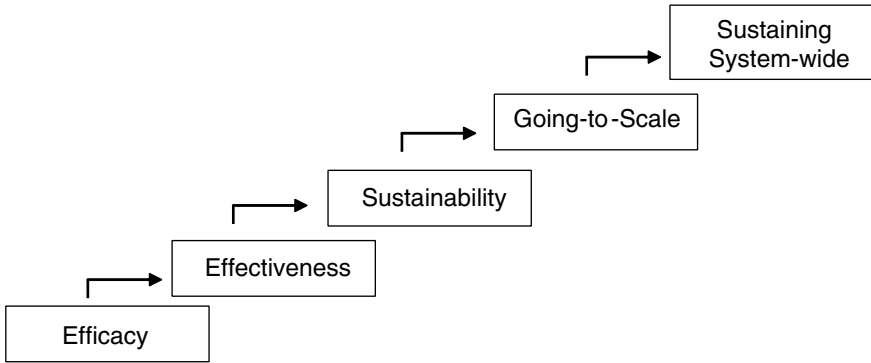 Sustaining
System-wide
Going-to-Scale
Sustainability
Effectiveness
Efficacy